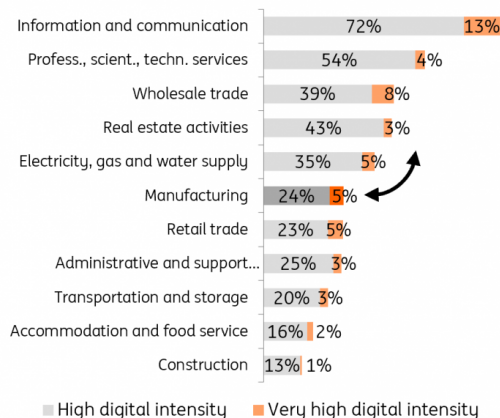 Information and communication 72% 13%
Profess., scient., techn. services 54% 4%
Wholesale trade 39% 8%
Real estate activities 43% 3%
Electricity, gas and water supply 35% 5%
Manufacturing 24% 5%
Retail trade 23% 5%
Administrative and support... 25% 3%
Transportation and storage 20% 3%
Accommodation and food service 16% 2%
Construction 13% 1%
High digital intensity Very high digital intensity